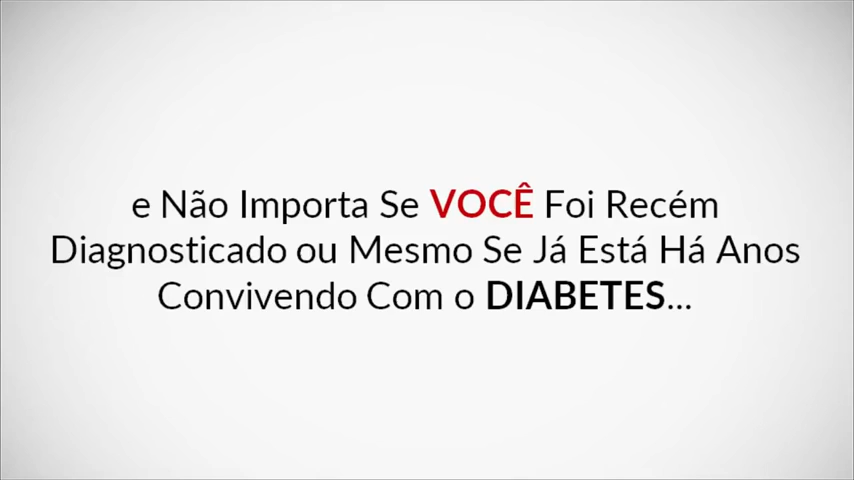 e Não Importa Se VOCÊ Foi Recém
Diagnosticado ou Mesmo Se Já Está Há Anos
Convivendo Com o DIABETES...